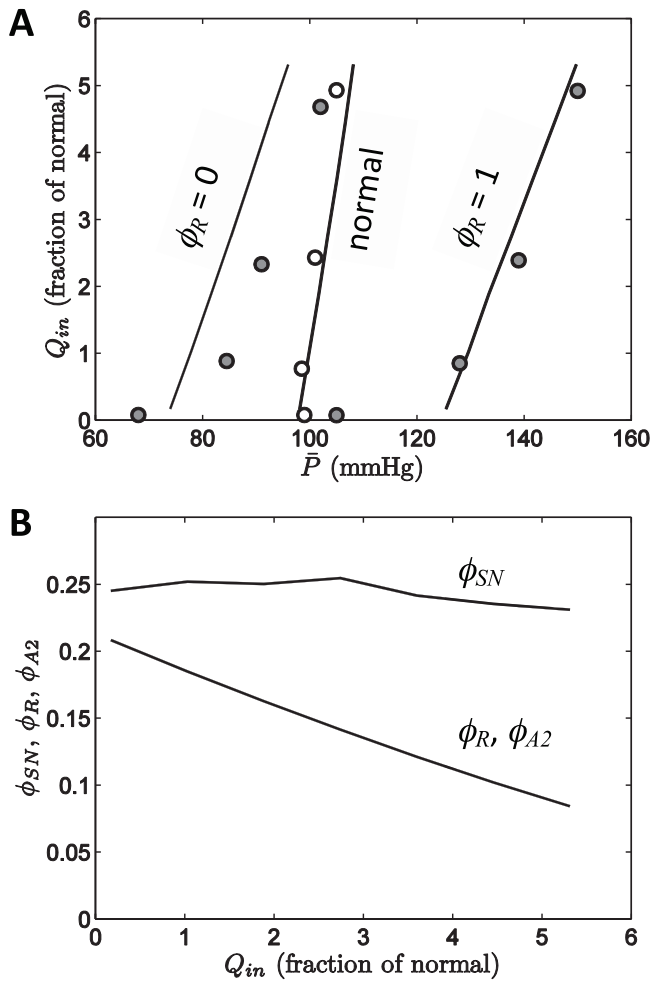 A
6
5
4
3
2
1
0
Q_in (fraction of normal)
ϕ_R = 0
normal
ϕ_R = 1
60 80 100 120 140 160
P̄ (mmHg)
B
0.25
0.2
0.15
0.1
0.05
0
ϕ_SN, ϕ_R, ϕ_A2
ϕ_SN
ϕ_R, ϕ_A2
0 1 2 3 4 5 6
Q_in (fraction of normal)